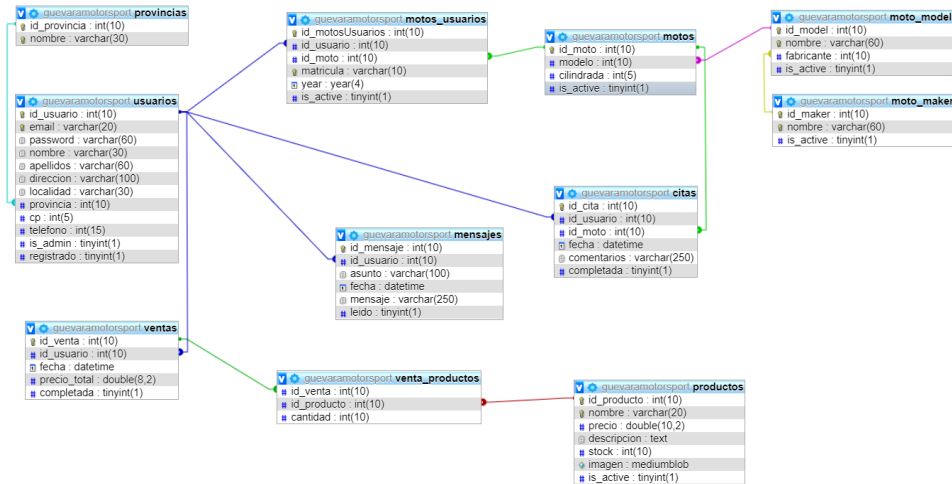 guevaramotorsport provincias
id_provincia : int(10)
nombre : varchar(30)
guevaramotorsport usuarios
id_usuario : int(10)
email : varchar(20)
password : varchar(60)
nombre : varchar(30)
apellidos : varchar(60)
direccion : varchar(100)
localidad : varchar(30)
provincia : int(10)
cp : int(5)
telefono : int(15)
is_admin : tinyint(1)
registrado : tinyint(1)
guevaramotorsport ventas
id_venta : int(10)
id_usuario : int(10)
fecha : datetime
precio_total : double(8,2)
completada : tinyint(1)
guevaramotorsport motos_usuarios
id_motosUsuarios : int(10)
id_usuario : int(10)
id_moto : int(10)
matricula : varchar(10)
year : year(4)
is_active : tinyint(1)
guevaramotorsport mensajes
id_mensaje : int(10)
id_usuario : int(10)
asunto : varchar(100)
fecha : datetime
mensaje : varchar(250)
leido : tinyint(1)
guevaramotorsport venta_productos
id_venta : int(10)
id_producto : int(10)
cantidad : int(10)
guevaramotorsport motos
id_moto : int(10)
modelo : int(10)
cilindrada : int(5)
is_active : tinyint(1)
guevaramotorsport citas
id_cita : int(10)
id_usuario : int(10)
id_moto : int(10)
fecha : datetime
comentarios : varchar(250)
completada : tinyint(1)
guevaramotorsport productos
id_producto : int(10)
nombre : varchar(20)
precio : double(10,2)
descripcion : text
stock : int(10)
imagen : mediumblob
is_active : tinyint(1)
guevaramotorsport moto_model
id_model : int(10)
nombre : varchar(60)
fabricante : int(10)
is_active : tinyint(1)
guevaramotorsport moto_maker
id_maker : int(10)
nombre : varchar(60)
is_active : tinyint(1)